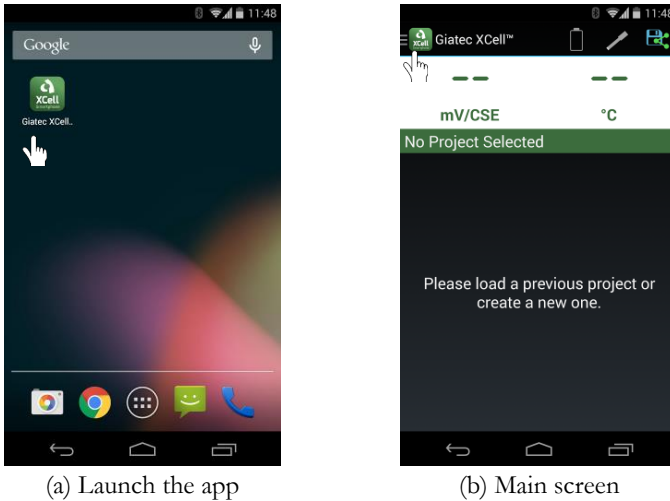 11:48
Google
XCell
Giatec XCell..
(a) Launch the app
11:48
XCell
Giatec XCell™
-- --
mV/CSE °C
No Project Selected
Please load a previous project or
create a new one.
(b) Main screen